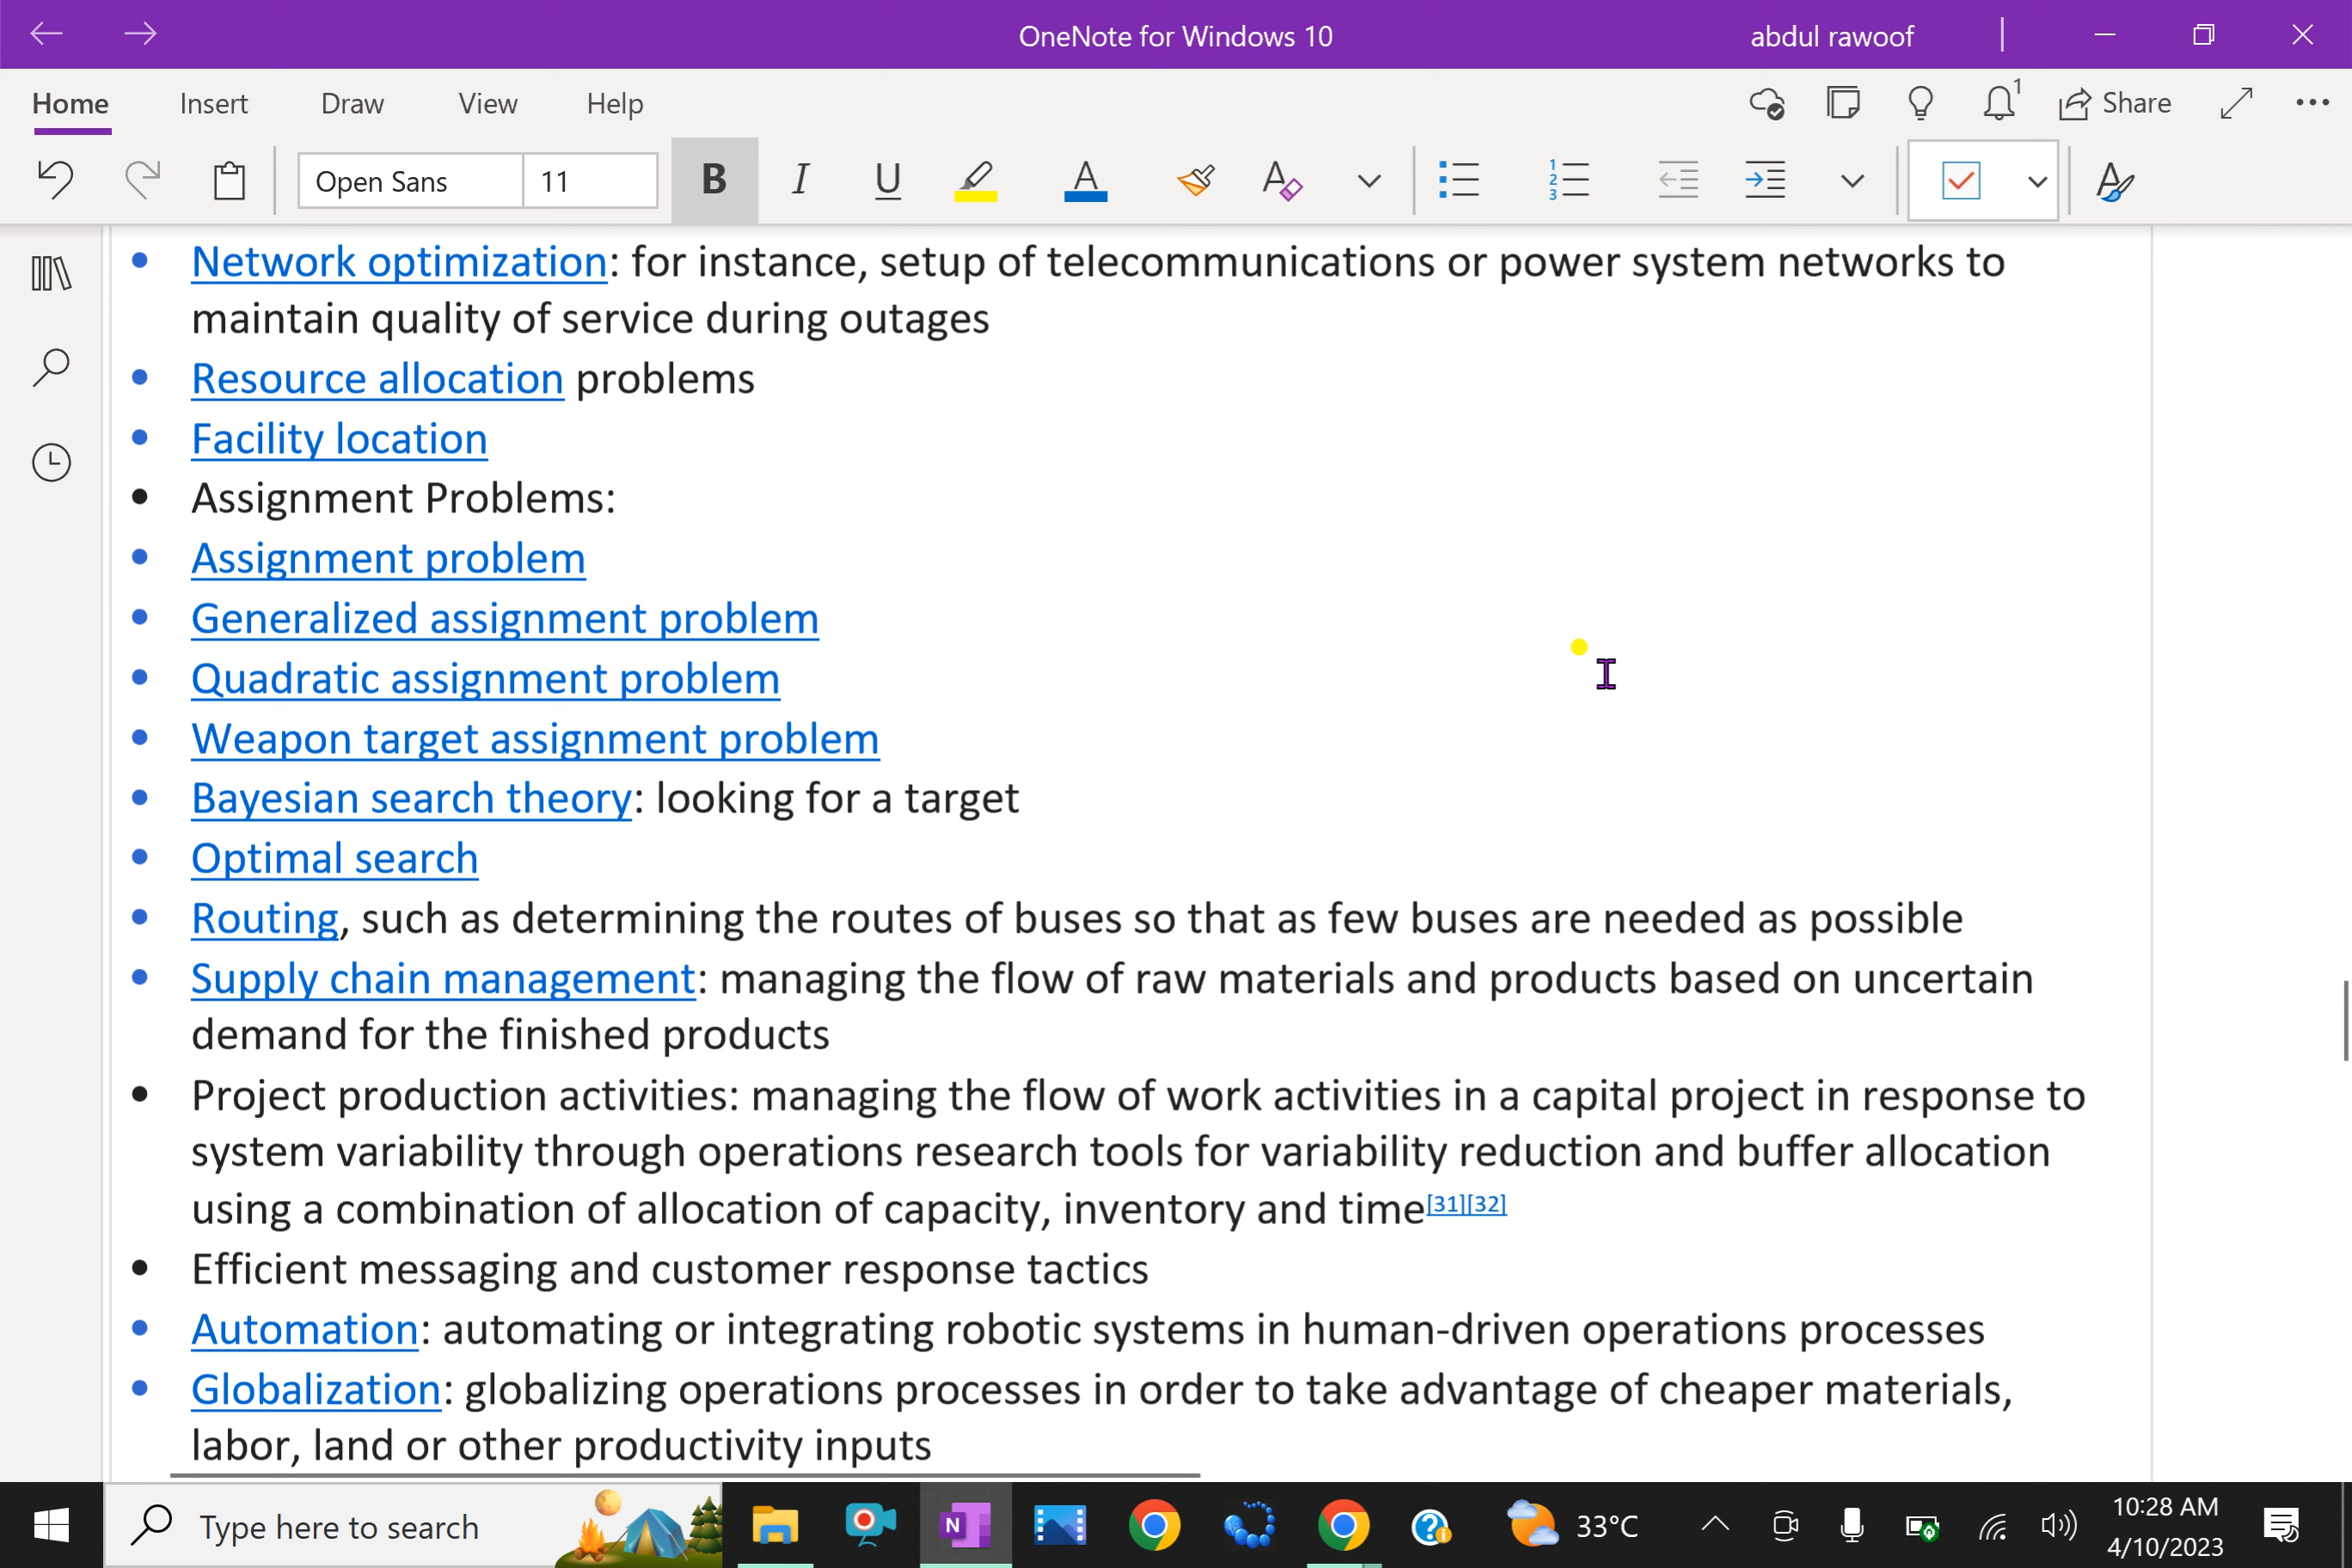 OneNote for Windows 10
abdul rawoof
Home Insert Draw View Help
1
Share
Open Sans 11 B I U A A 1 2 3 A
Network optimization: for instance, setup of telecommunications or power system networks to
maintain quality of service during outages
Resource allocation problems
Facility location
Assignment Problems:
Assignment problem
Generalized assignment problem
Quadratic assignment problem
Weapon target assignment problem
Bayesian search theory: looking for a target
Optimal search
Routing, such as determining the routes of buses so that as few buses are needed as possible
Supply chain management: managing the flow of raw materials and products based on uncertain
demand for the finished products
Project production activities: managing the flow of work activities in a capital project in response to
system variability through operations research tools for variability reduction and buffer allocation
using a combination of allocation of capacity, inventory and time[31][32]
Efficient messaging and customer response tactics
Automation: automating or integrating robotic systems in human-driven operations processes
Globalization: globalizing operations processes in order to take advantage of cheaper materials,
labor, land or other productivity inputs
Type here to search
N
33°C
10:28 AM
4/10/2023